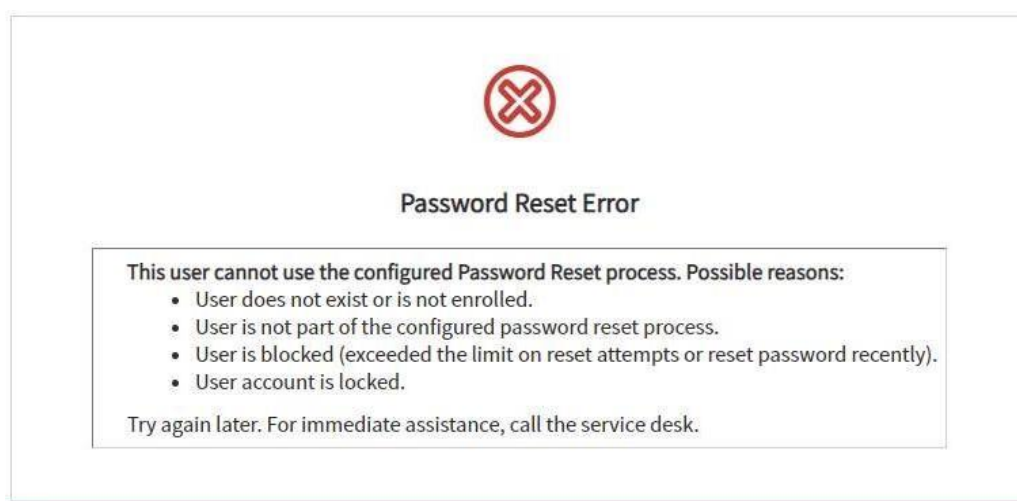 Password Reset Error
This user cannot use the configured Password Reset process. Possible reasons:
• User does not exist or is not enrolled.
• User is not part of the configured password reset process.
• User is blocked (exceeded the limit on reset attempts or reset password recently).
• User account is locked.
Try again later. For immediate assistance, call the service desk.